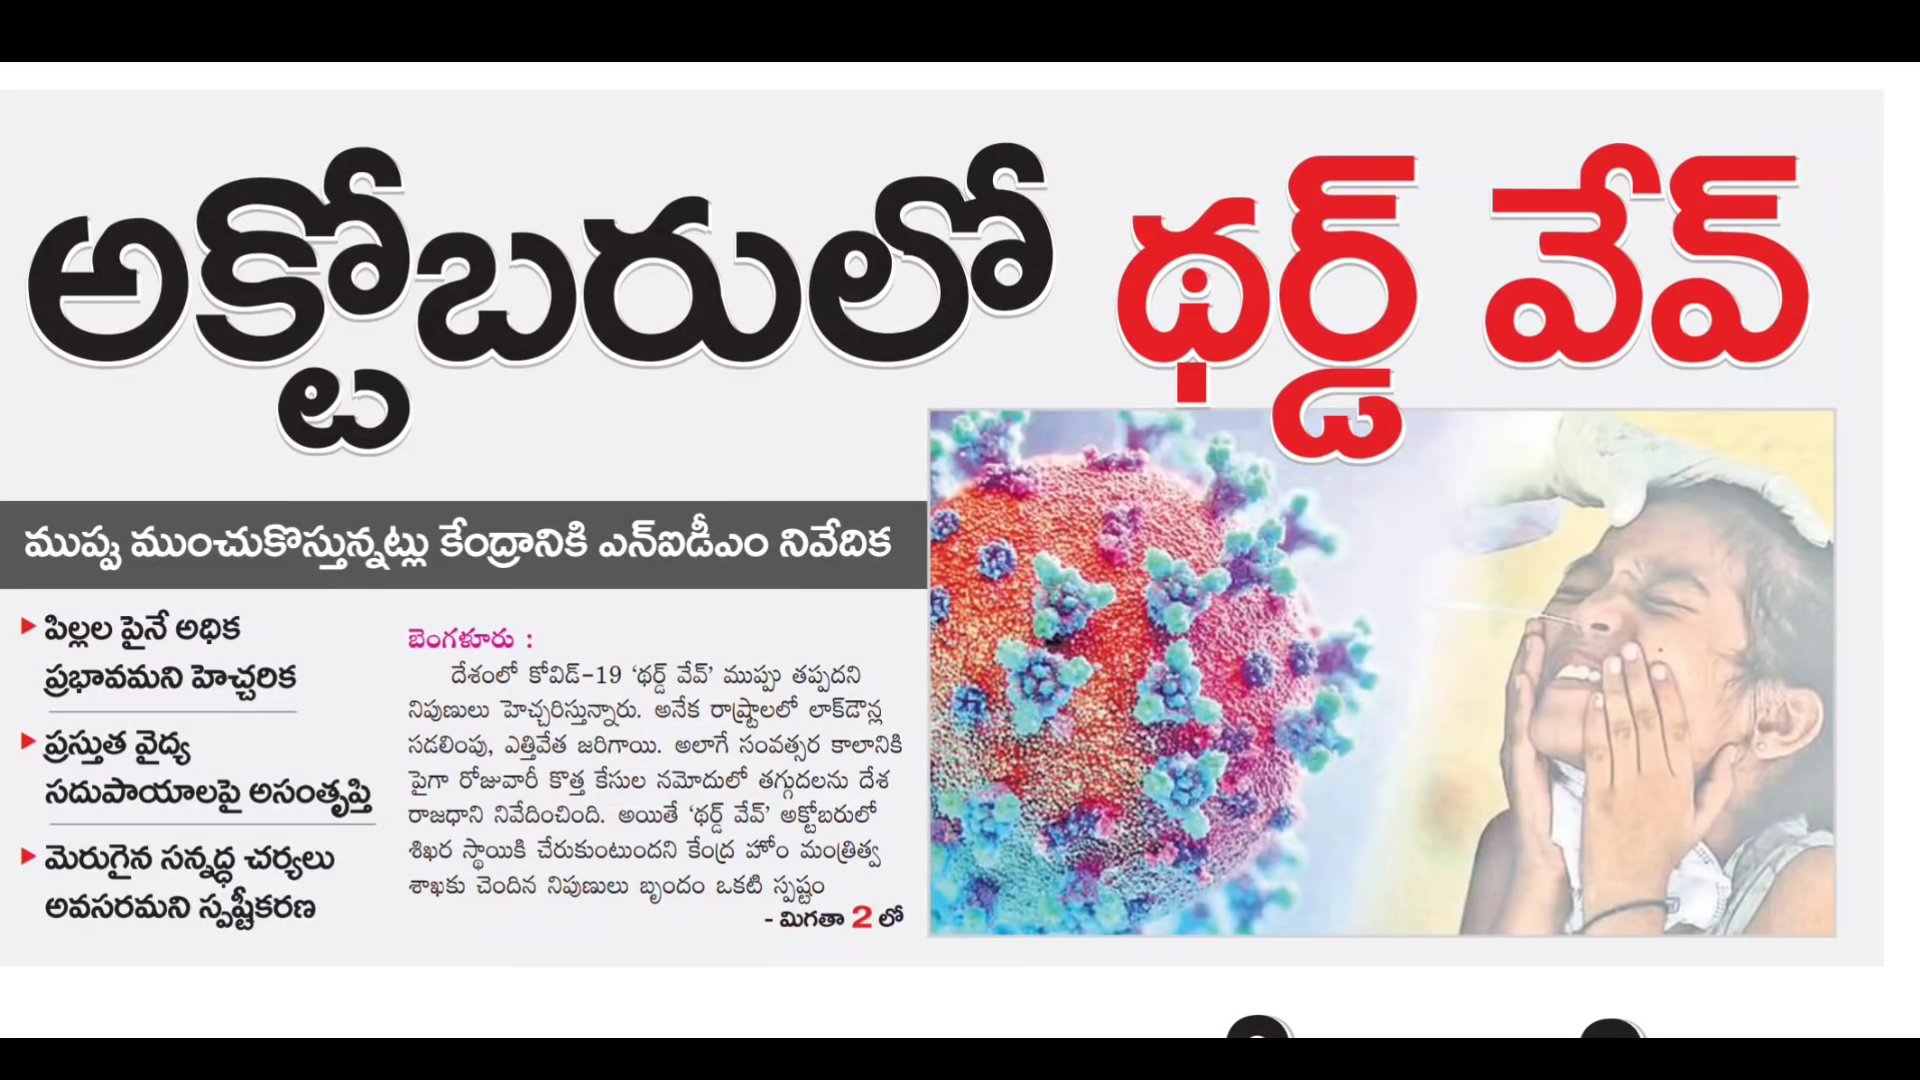 అక్టోబరులో థర్డ్ వేవ్
ముప్పు ముంచుకొస్తున్నట్లు కేంద్రానికి ఎన్ఐడీఎం నివేదిక
పిల్లల పైనే అధిక
ప్రభావమని హెచ్చరిక
ప్రస్తుత వైద్య
సదుపాయాలపై అసంతృప్తి
మెరుగైన సన్నద్ధ చర్యలు
అవసరమని స్పష్టీకరణ
బెంగళూరు :
దేశంలో కోవిడ్-19 ‘థర్డ్ వేవ్’ ముప్పు తప్పదని
నిపుణులు హెచ్చరిస్తున్నారు. అనేక రాష్ట్రాలలో లాక్‌డౌన్ల
సడలింపు, ఎత్తివేత జరిగాయి. అలాగే సంవత్సర కాలానికి
పైగా రోజువారీ కొత్త కేసుల నమోదులో తగ్గుదలను దేశ
రాజధాని నివేదించింది. అయితే ‘థర్డ్ వేవ్’ అక్టోబరులో
శిఖర స్థాయికి చేరుకుంటుందని కేంద్ర హోం మంత్రిత్వ
శాఖకు చెందిన నిపుణులు బృందం ఒకటి స్పష్టం
- మిగతా 2 లో